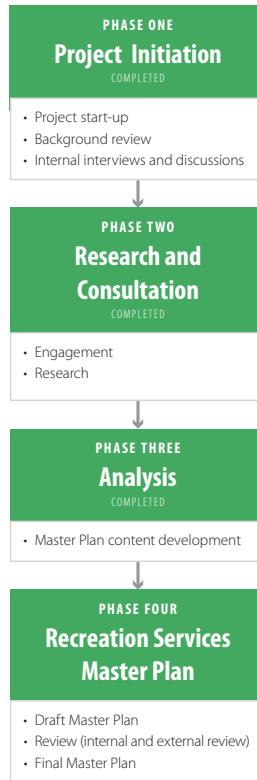 PHASE ONE
Project Initiation
COMPLETED
• Project start-up
• Background review
• Internal interviews and discussions
PHASE TWO
Research and
Consultation
COMPLETED
• Engagement
• Research
PHASE THREE
Analysis
COMPLETED
• Master Plan content development
PHASE FOUR
Recreation Services
Master Plan
• Draft Master Plan
• Review (internal and external review)
• Final Master Plan